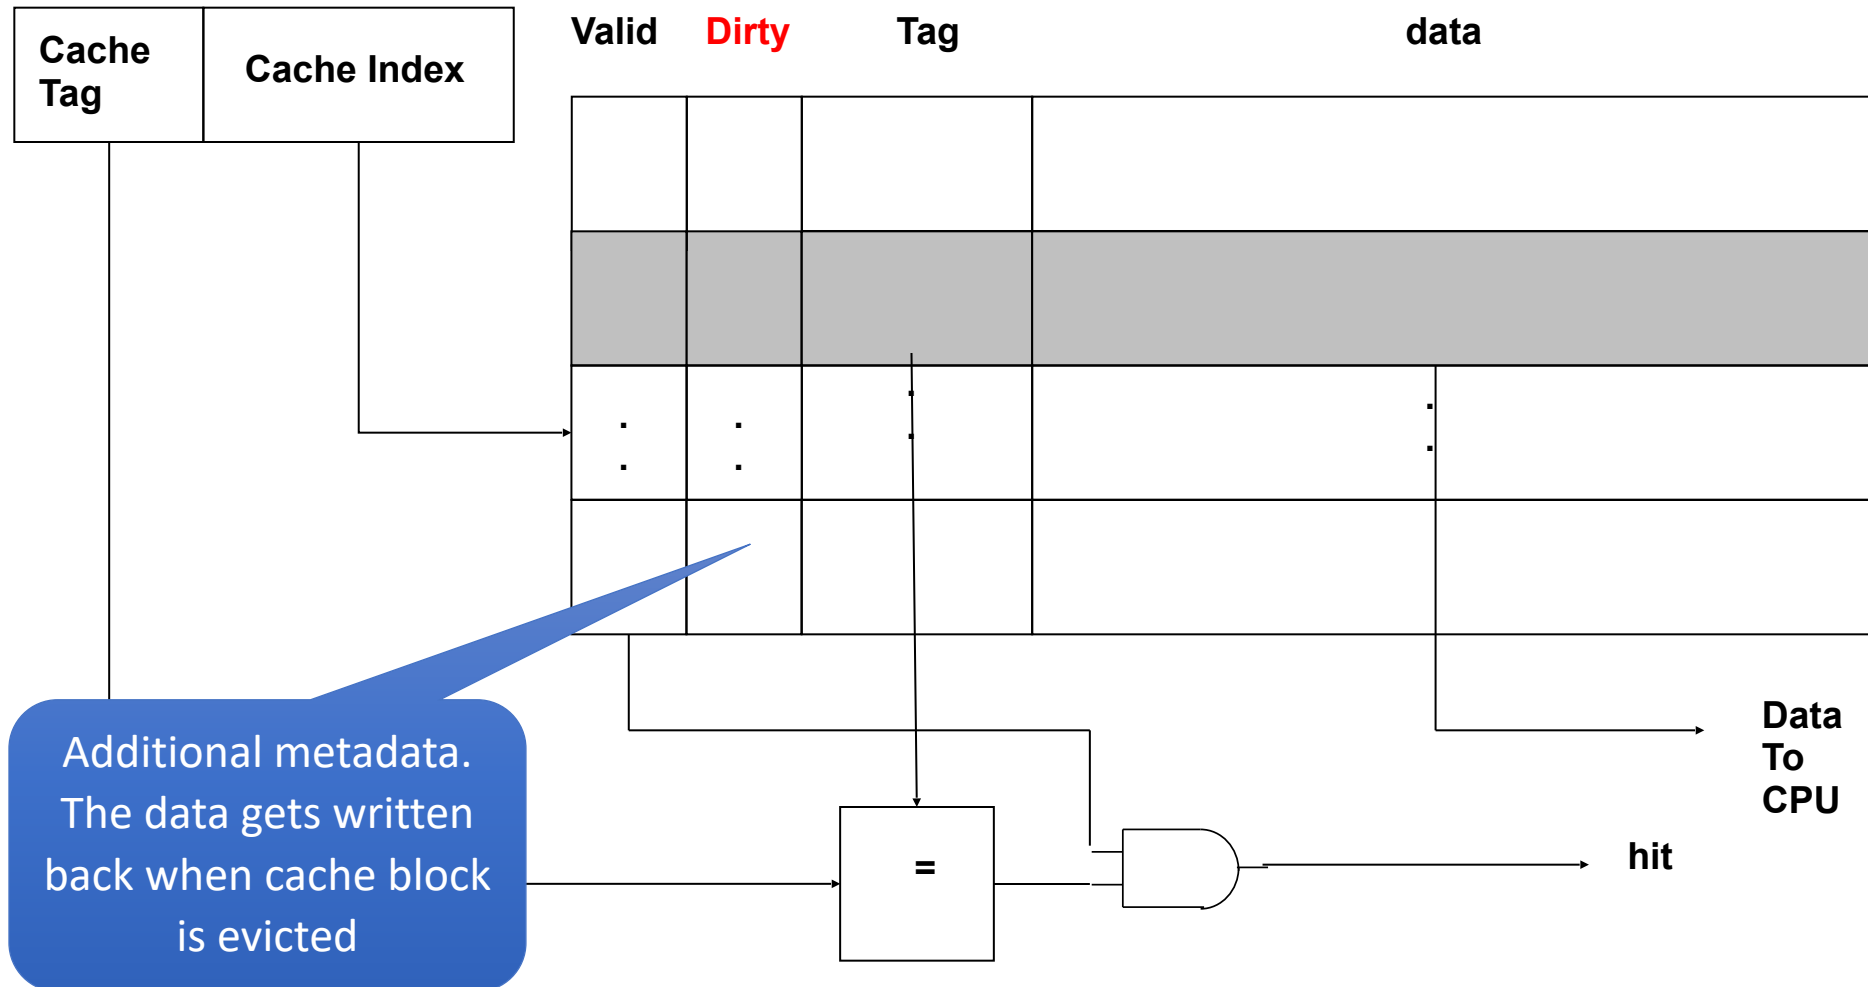 Cache
Tag
Cache Index
Valid
Dirty
Tag
data
. . . .
. . . .
Additional metadata.
The data gets written
back when cache block
is evicted
=
Data
To
CPU
hit